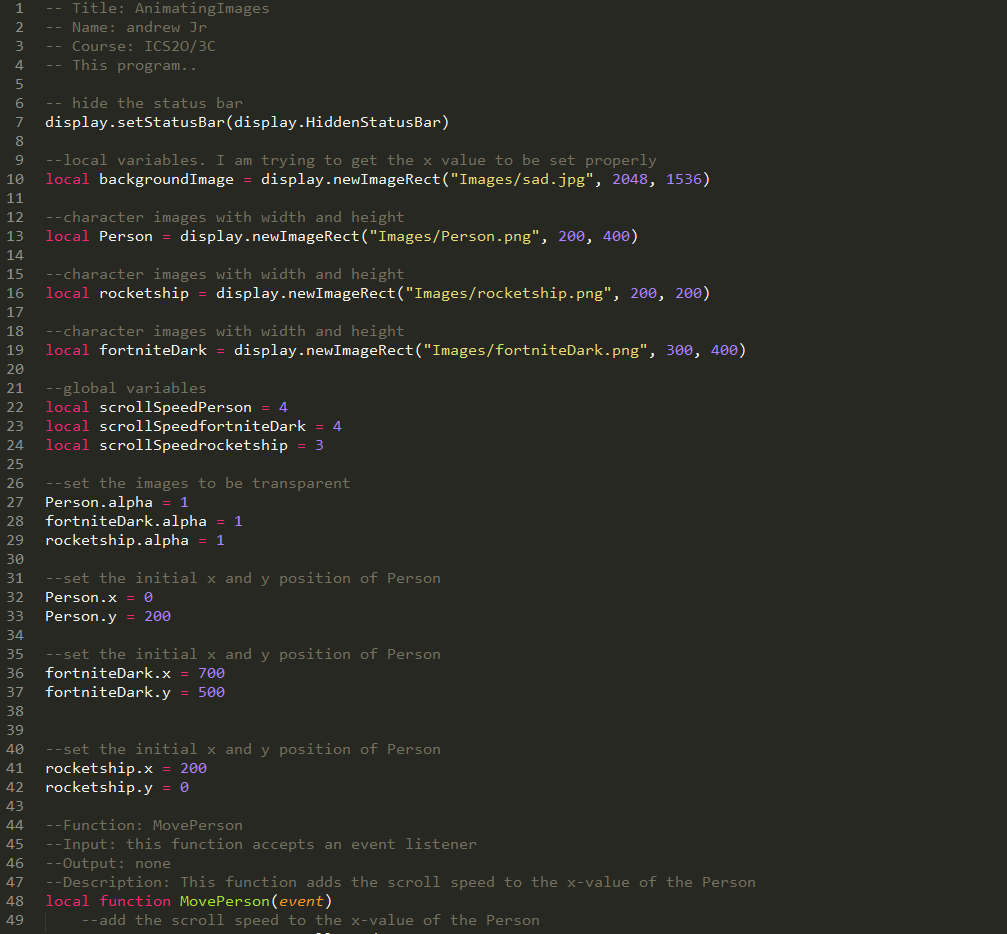 1 -- Title: AnimatingImages
2 -- Name: andrew Jr
3 -- Course: ICS2O/3C
4 -- This program..
5
6 -- hide the status bar
7 display.setStatusBar(display.HiddenStatusBar)
8
9 --local variables. I am trying to get the x value to be set properly
10 local backgroundImage = display.newImageRect("Images/sad.jpg", 2048, 1536)
11
12 --character images with width and height
13 local Person = display.newImageRect("Images/Person.png", 200, 400)
14
15 --character images with width and height
16 local rocketship = display.newImageRect("Images/rocketship.png", 200, 200)
17
18 --character images with width and height
19 local fortniteDark = display.newImageRect("Images/fortniteDark.png", 300, 400)
20
21 --global variables
22 local scrollSpeedPerson = 4
23 local scrollSpeedfortniteDark = 4
24 local scrollSpeedrocketship = 3
25
26 --set the images to be transparent
27 Person.alpha = 1
28 fortniteDark.alpha = 1
29 rocketship.alpha = 1
30
31 --set the initial x and y position of Person
32 Person.x = 0
33 Person.y = 200
34
35 --set the initial x and y position of Person
36 fortniteDark.x = 700
37 fortniteDark.y = 500
38
39
40 --set the initial x and y position of Person
41 rocketship.x = 200
42 rocketship.y = 0
43
44 --Function: MovePerson
45 --Input: this function accepts an event listener
46 --Output: none
47 --Description: This function adds the scroll speed to the x-value of the Person
48 local function MovePerson(event)
49 --add the scroll speed to the x-value of the Person